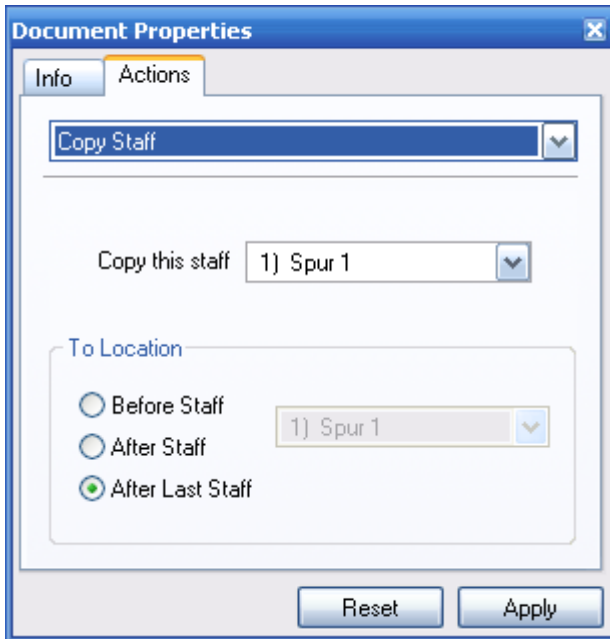 Document Properties
Info
Actions
Copy Staff
Copy this staff
1) Spur 1
To Location
Before Staff
1) Spur 1
After Staff
After Last Staff
Reset
Apply